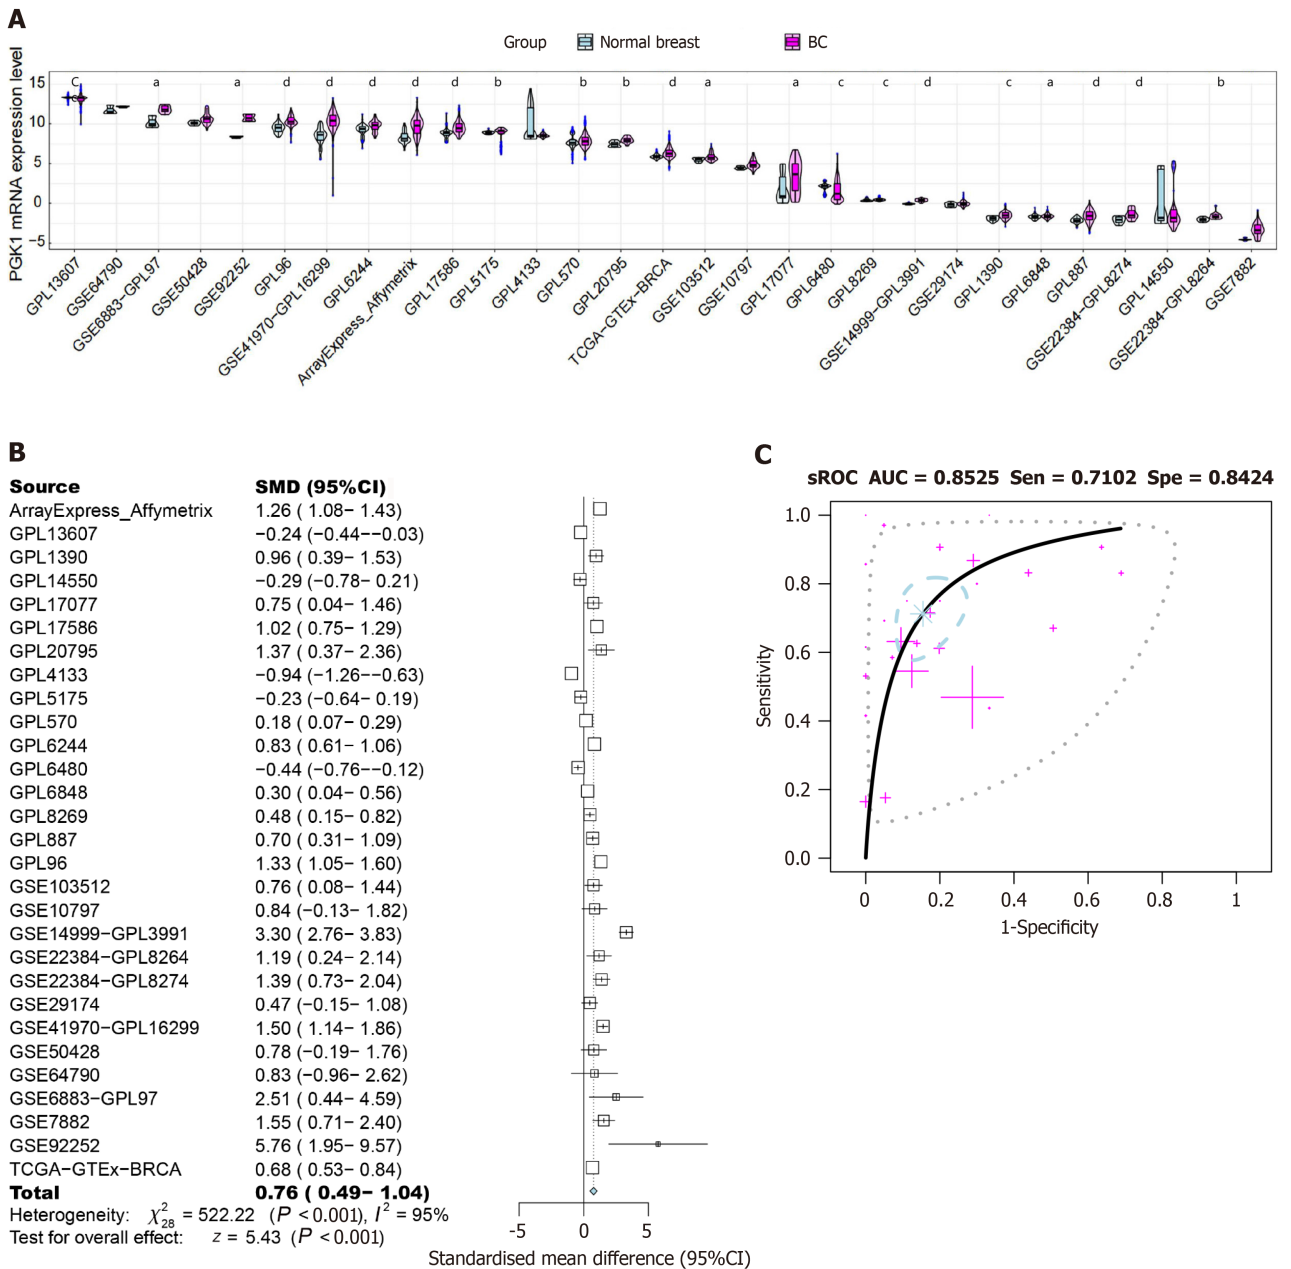 A
Group Normal breast BC
PGK1 mRNA expression level
15
10
5
0
−5
C a a d d d d d b b b d a a c c d c a d d b
GPL13607
GSE64790
GSE6883−GPL97
GSE50428
GSE92252
GPL96
GSE41970−GPL16299
GPL6244
ArrayExpress_Affymetrix
GPL17586
GPL5175
GPL4133
GPL570
GPL20795
TCGA−GTEx−BRCA
GSE103512
GSE10797
GPL17077
GPL6480
GPL8269
GSE14999−GPL3991
GSE29174
GPL1390
GPL6848
GPL887
GSE22384−GPL8274
GPL14550
GSE22384−GPL8264
GSE7882
B
Source SMD (95%CI)
ArrayExpress_Affymetrix 1.26 ( 1.08− 1.43)
GPL13607 −0.24 (−0.44−−0.03)
GPL1390 0.96 ( 0.39− 1.53)
GPL14550 −0.29 (−0.78− 0.21)
GPL17077 0.75 ( 0.04− 1.46)
GPL17586 1.02 ( 0.75− 1.29)
GPL20795 1.37 ( 0.37− 2.36)
GPL4133 −0.94 (−1.26−−0.63)
GPL5175 −0.23 (−0.64− 0.19)
GPL570 0.18 ( 0.07− 0.29)
GPL6244 0.83 ( 0.61− 1.06)
GPL6480 −0.44 (−0.76−−0.12)
GPL6848 0.30 ( 0.04− 0.56)
GPL8269 0.48 ( 0.15− 0.82)
GPL887 0.70 ( 0.31− 1.09)
GPL96 1.33 ( 1.05− 1.60)
GSE103512 0.76 ( 0.08− 1.44)
GSE10797 0.84 (−0.13− 1.82)
GSE14999−GPL3991 3.30 ( 2.76− 3.83)
GSE22384−GPL8264 1.19 ( 0.24− 2.14)
GSE22384−GPL8274 1.39 ( 0.73− 2.04)
GSE29174 0.47 (−0.15− 1.08)
GSE41970−GPL16299 1.50 ( 1.14− 1.86)
GSE50428 0.78 (−0.19− 1.76)
GSE64790 0.83 (−0.96− 2.62)
GSE6883−GPL97 2.51 ( 0.44− 4.59)
GSE7882 1.55 ( 0.71− 2.40)
GSE92252 5.76 ( 1.95− 9.57)
TCGA−GTEx−BRCA 0.68 ( 0.53− 0.84)
Total 0.76 ( 0.49− 1.04)
Heterogeneity: χ²₂₈ = 522.22 (P < 0.001), I² = 95%
Test for overall effect: z = 5.43 (P < 0.001)
-5 0 5
Standardised mean difference (95%CI)
C
sROC AUC = 0.8525 Sen = 0.7102 Spe = 0.8424
Sensitivity
1.0
0.8
0.6
0.4
0.2
0.0
0 0.2 0.4 0.6 0.8 1
1-Specificity